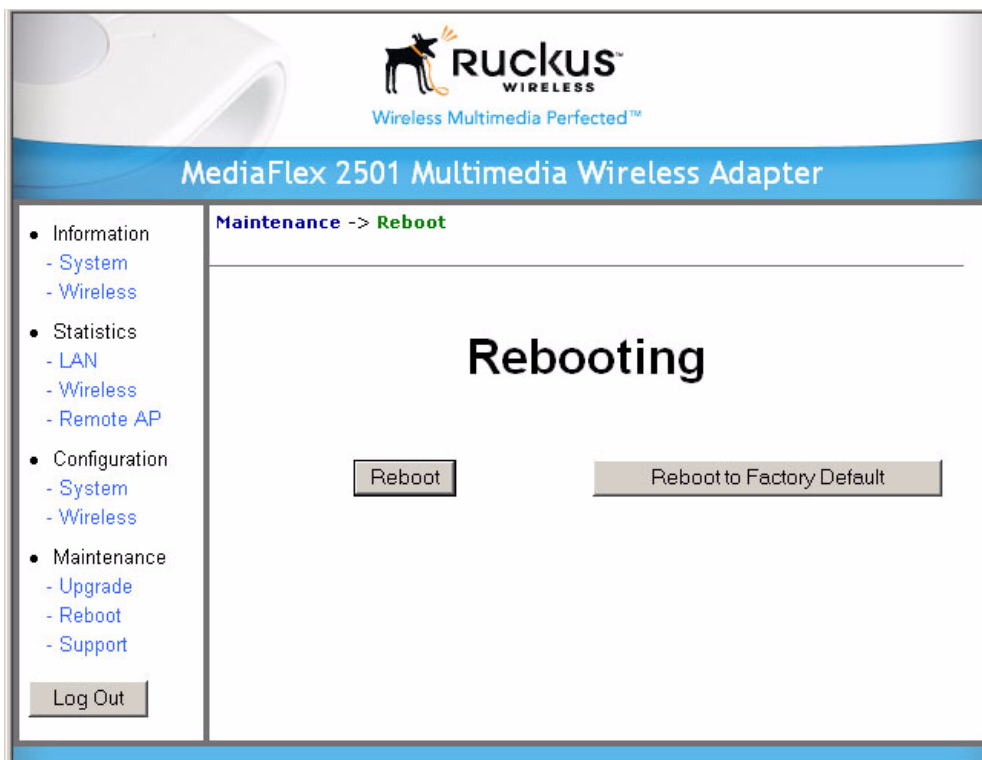 RUCKUS™
WIRELESS
Wireless Multimedia Perfected™
MediaFlex 2501 Multimedia Wireless Adapter
• Information
- System
- Wireless
• Statistics
- LAN
- Wireless
- Remote AP
• Configuration
- System
- Wireless
• Maintenance
- Upgrade
- Reboot
- Support
Log Out
Maintenance -> Reboot
Rebooting
Reboot
Reboot to Factory Default